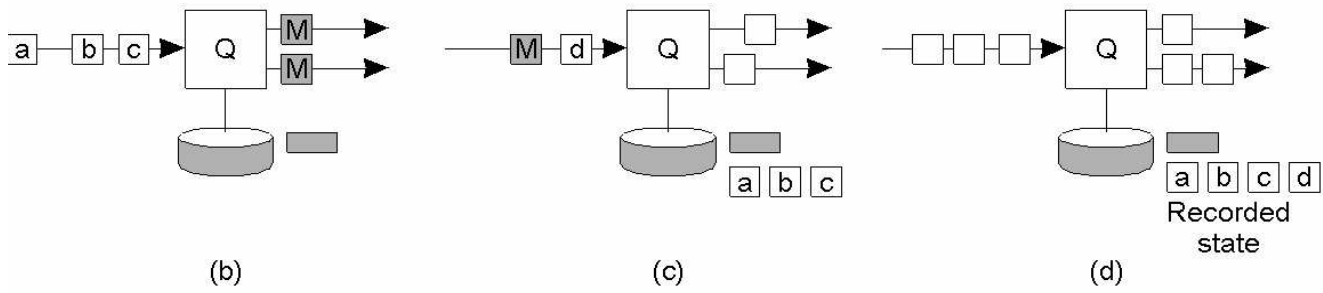 M
a b c Q M
M d Q
Q
a b c
a b c d
Recorded
state
(b) (c) (d)